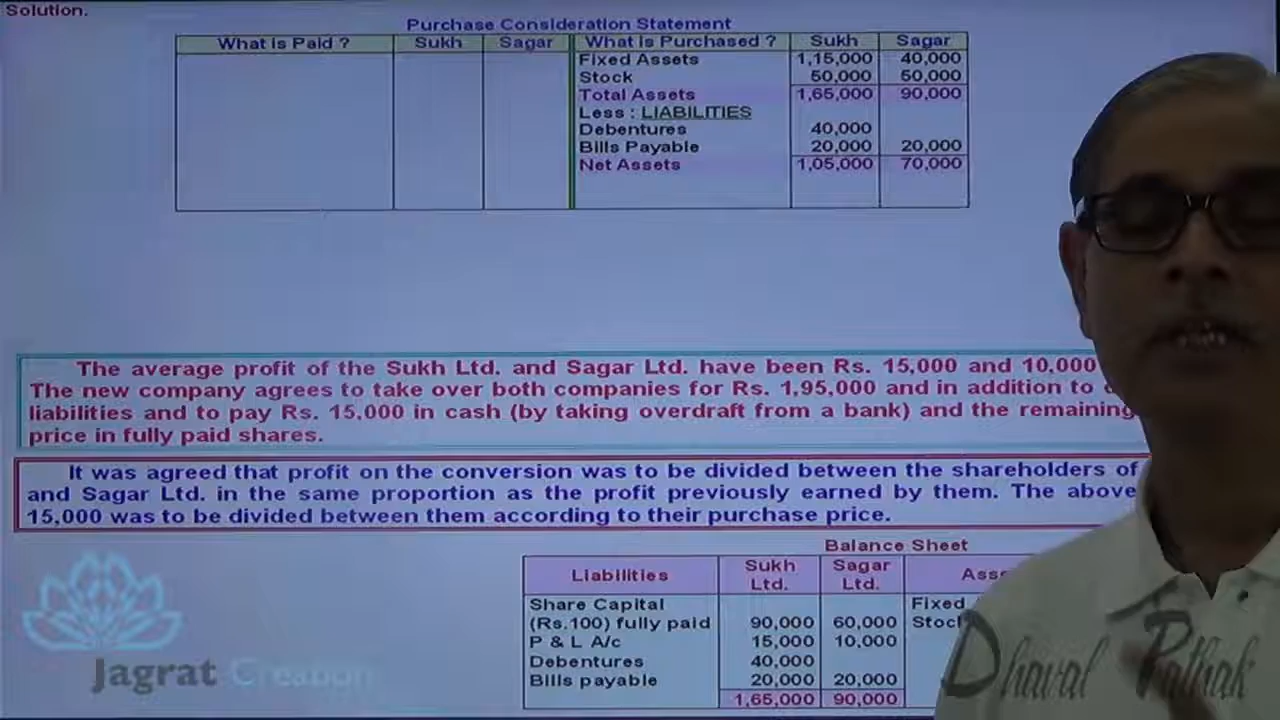 Solution.
Purchase Consideration Statement
What is Paid ? Sukh Sagar What is Purchased ? Sukh Sagar
Fixed Assets 1,15,000 40,000
Stock 50,000 50,000
Total Assets 1,65,000 90,000
Less : LIABILITIES
Debentures 40,000
Bills Payable 20,000 20,000
Net Assets 1,05,000 70,000
The average profit of the Sukh Ltd. and Sagar Ltd. have been Rs. 15,000 and 10,000
The new company agrees to take over both companies for Rs. 1,95,000 and in addition to
liabilities and to pay Rs. 15,000 in cash (by taking overdraft from a bank) and the remaining
price in fully paid shares.
It was agreed that profit on the conversion was to be divided between the shareholders of
and Sagar Ltd. in the same proportion as the profit previously earned by them. The above
15,000 was to be divided between them according to their purchase price.
Balance Sheet
Liabilities Sukh Ltd. Sagar Ltd.
Share Capital Fixed
(Rs.100) fully paid 90,000 60,000 Stock
P & L A/c 15,000 10,000
Debentures 40,000
Bills payable 20,000 20,000
1,65,000 90,000
Jagrat Creation
Dhaval Pathak